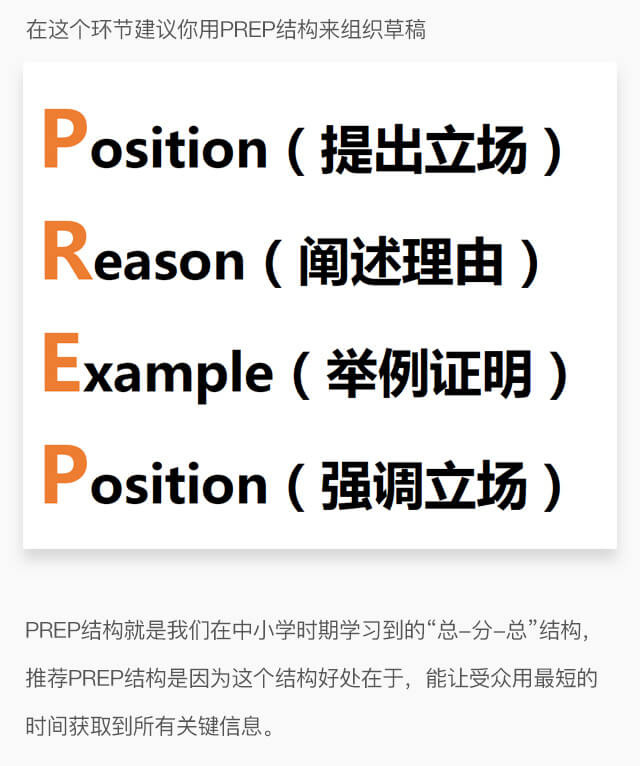 在这个环节建议你用PREP结构来组织草稿
Position（提出立场）
Reason（阐述理由）
Example（举例证明）
Position（强调立场）
PREP结构就是我们在中小学时期学习到的“总–分–总”结构，
推荐PREP结构是因为这个结构好处在于，能让受众用最短的
时间获取到所有关键信息。